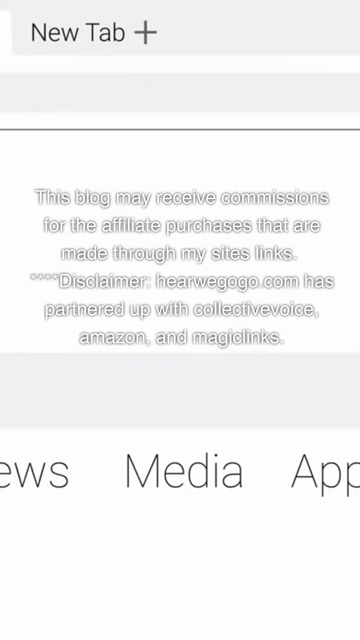 New Tab +
This blog may receive commissions
for the affiliate purchases that are
made through my sites links.
****Disclaimer: hearwegogo.com has
partnered up with collectivevoice,
amazon, and magiclinks.
ews Media App